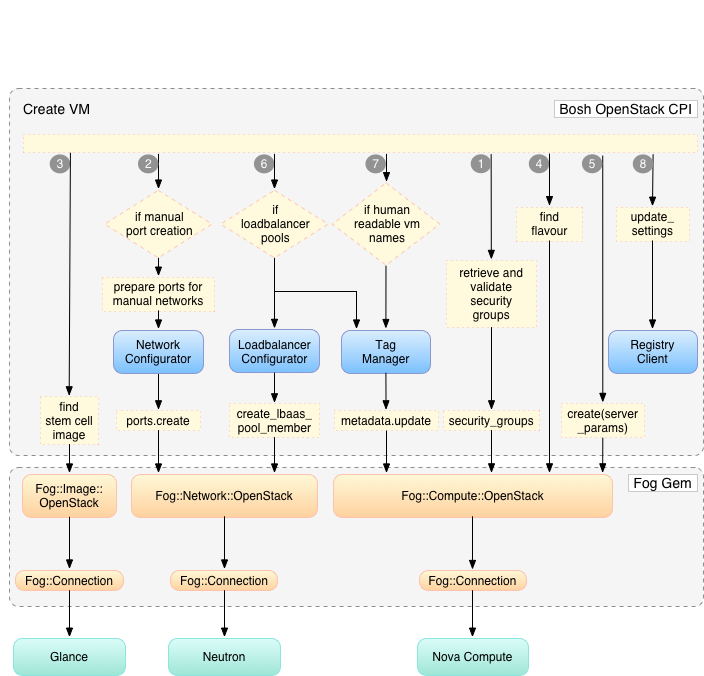 Create VM
Bosh OpenStack CPI
3
2
6
7
1
4
5
8
if manual
port creation
if
loadbalancer
pools
if human
readable vm
names
find
flavour
update_
settings
prepare ports for
manual networks
retrieve and
validate
security
groups
Network
Configurator
Loadbalancer
Configurator
Tag
Manager
Registry
Client
find
stem cell
image
ports.create
create_lbaas_
pool_member
metadata.update
security_groups
create(server
_params)
Fog::Image::
OpenStack
Fog::Network::OpenStack
Fog::Compute::OpenStack
Fog Gem
Fog::Connection
Fog::Connection
Fog::Connection
Glance
Neutron
Nova Compute